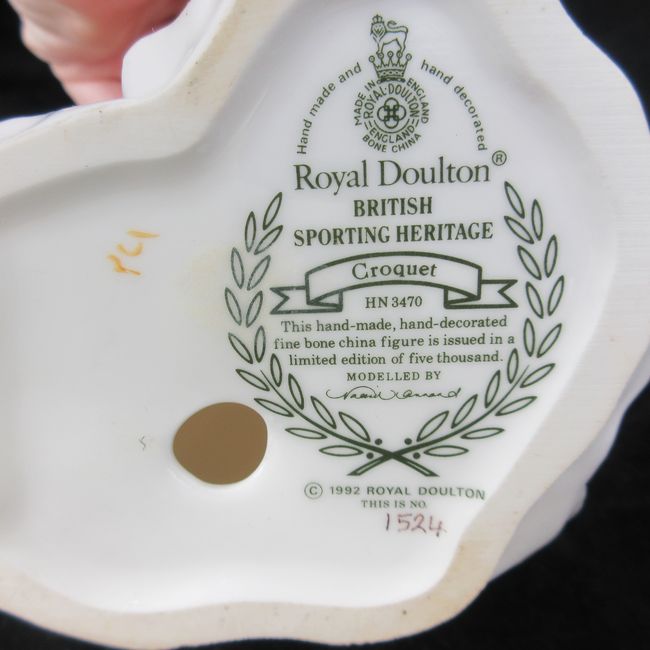 Hand made and hand decorated
MADE IN ENGLAND
ROYAL·DOULTON
ENGLAND
BONE CHINA
Royal Doulton®
BRITISH
SPORTING HERITAGE
Croquet
HN 3470
This hand-made, hand-decorated
fine bone china figure is issued in a
limited edition of five thousand.
MODELLED BY
© 1992 ROYAL DOULTON
THIS IS NO.
1524